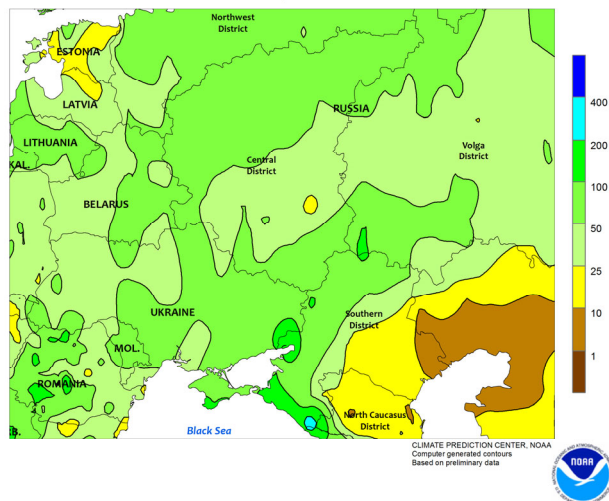 Northwest
District
ESTONIA
LATVIA
RUSSIA
LITHUANIA
KAL.
Volga
District
Central
District
BELARUS
UKRAINE
Southern
District
MOL.
ROMANIA
North Caucasus
District
Black Sea
400
200
100
50
25
10
1
CLIMATE PREDICTION CENTER, NOAA
Computer generated contours
Based on preliminary data
NOAA